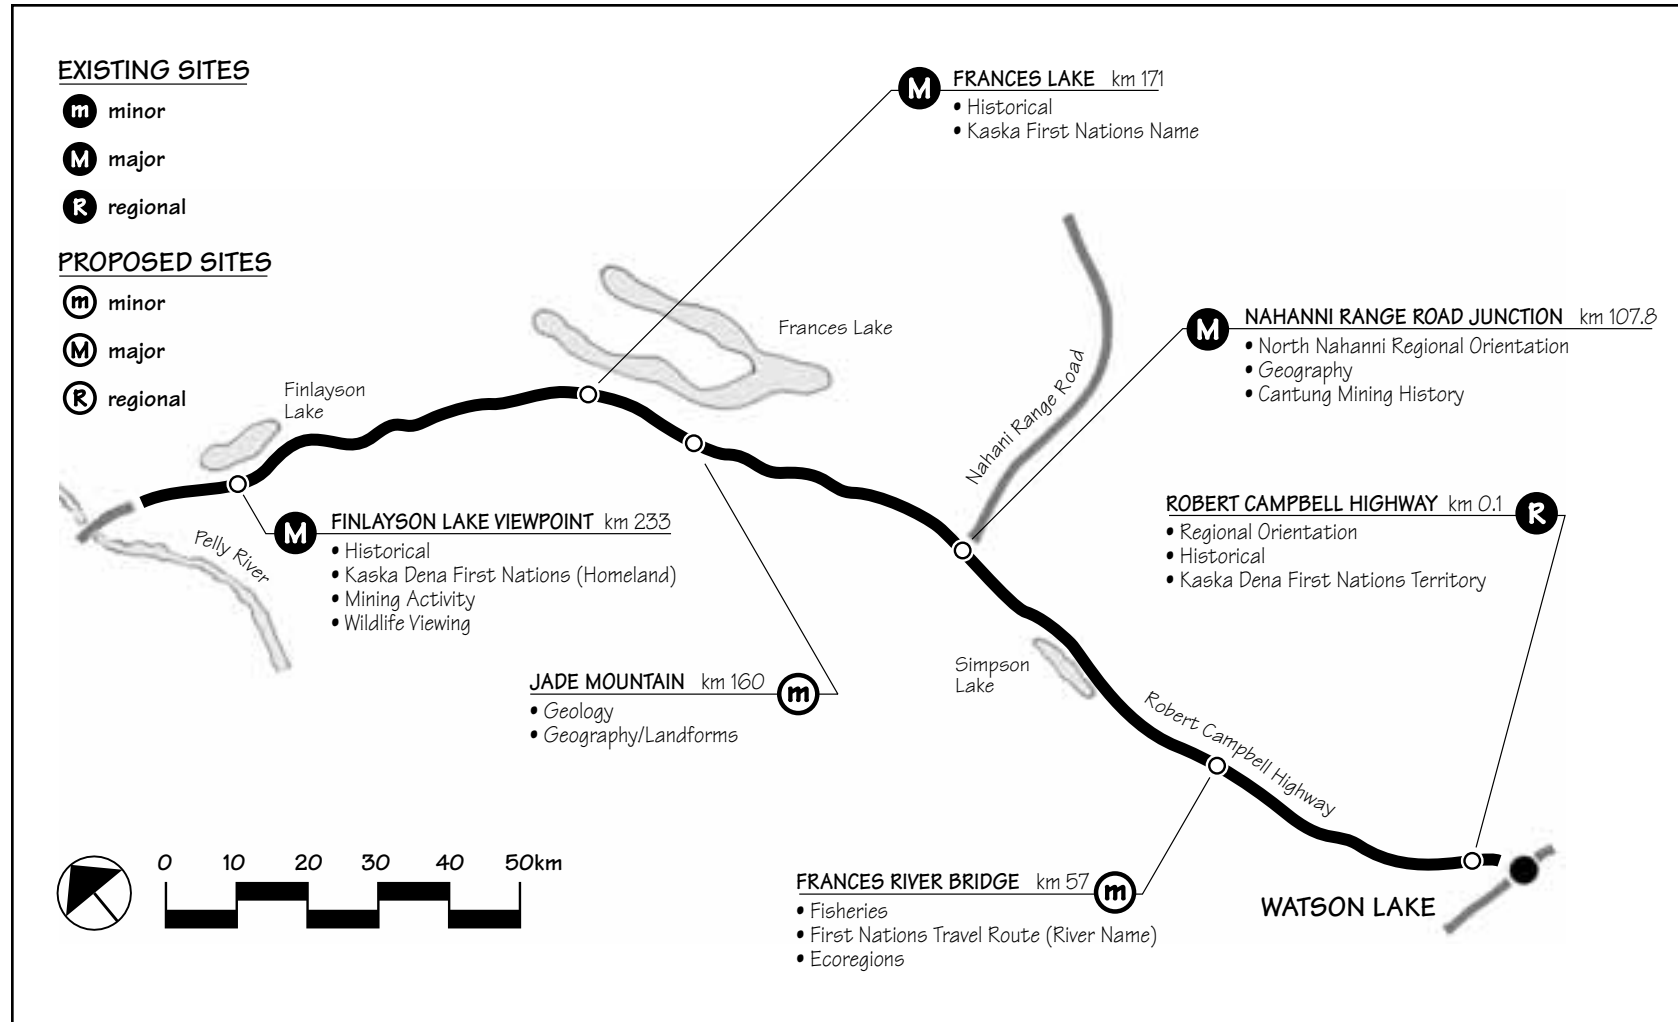 EXISTING SITES
m minor
M major
R regional
PROPOSED SITES
m minor
M major
R regional
M FRANCES LAKE km 171
• Historical
• Kaska First Nations Name
Frances Lake
Nahani Range Road
M NAHANNI RANGE ROAD JUNCTION km 107.8
• North Nahanni Regional Orientation
• Geography
• Cantung Mining History
Finlayson
Lake
Pelly River
M FINLAYSON LAKE VIEWPOINT km 233
• Historical
• Kaska Dena First Nations (Homeland)
• Mining Activity
• Wildlife Viewing
ROBERT CAMPBELL HIGHWAY km 0.1 R
• Regional Orientation
• Historical
• Kaska Dena First Nations Territory
JADE MOUNTAIN km 160 m
• Geology
• Geography/Landforms
Simpson
Lake
Robert Campbell Highway
0 10 20 30 40 50km
FRANCES RIVER BRIDGE km 57 m
• Fisheries
• First Nations Travel Route (River Name)
• Ecoregions
WATSON LAKE